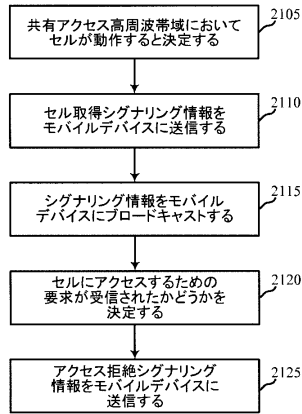 共有アクセス高周波帯域において
セルが動作すると決定する
2105
セル取得シグナリング情報を
モバイルデバイスに送信する
2110
シグナリング情報をモバイル
デバイスにブロードキャストする
2115
セルにアクセスするための
要求が受信されたかどうかを
決定する
2120
アクセス拒絶シグナリング
情報をモバイルデバイスに
送信する
2125